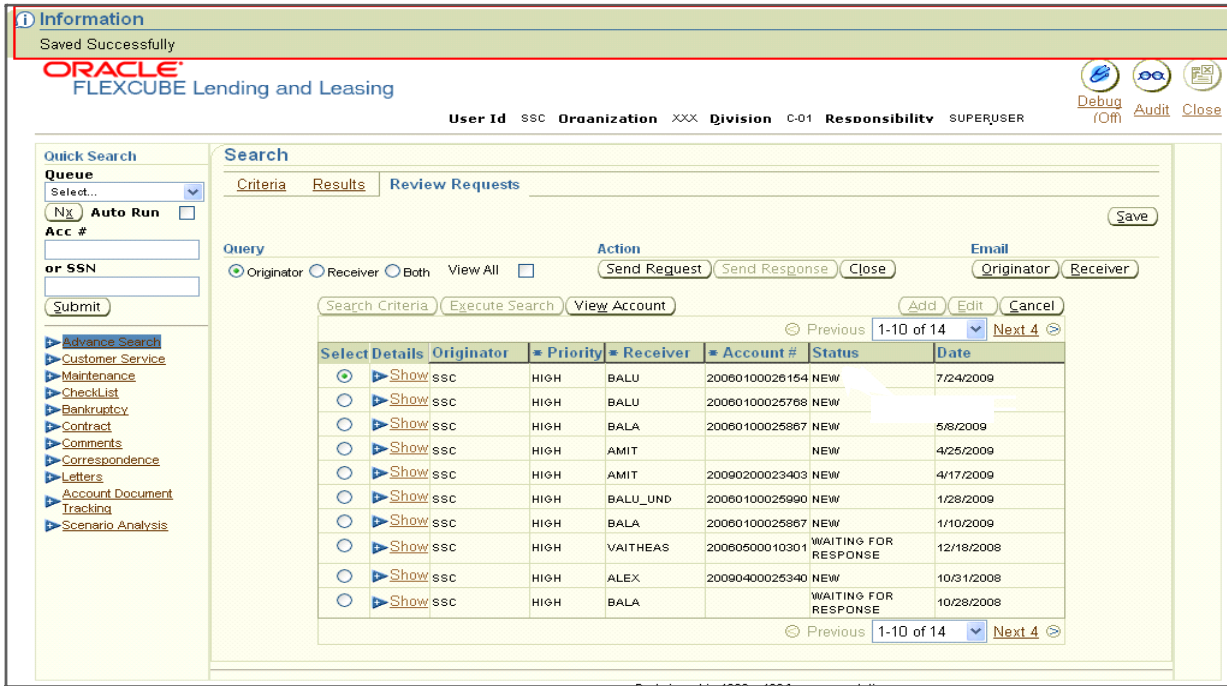 Information
Saved Successfully
ORACLE
FLEXCUBE Lending and Leasing
Debug (Off) Audit Close
User Id SSC Organization XXX Division C-01 Responsibility SUPERUSER
Quick Search
Queue
Select...
Nx Auto Run
Acc #
or SSN
Submit
Advance Search
Customer Service
Maintenance
CheckList
Bankruptcy
Contract
Comments
Correspondence
Letters
Account Document
Tracking
Scenario Analysis
Search
Criteria Results Review Requests
Save
Query Action Email
Originator Receiver Both View All Send Request Send Response Close Originator Receiver
Search Criteria Execute Search View Account Add Edit Cancel
Previous 1-10 of 14 Next 4
Select Details Originator * Priority * Receiver * Account # Status Date
Show SSC HIGH BALU 20060100026154 NEW 7/24/2009
Show SSC HIGH BALU 20060100025768 NEW
Show SSC HIGH BALA 20060100025867 NEW 5/8/2009
Show SSC HIGH AMIT NEW 4/25/2009
Show SSC HIGH AMIT 20090200023403 NEW 4/17/2009
Show SSC HIGH BALU_UND 20060100025990 NEW 1/28/2009
Show SSC HIGH BALA 20060100025867 NEW 1/10/2009
Show SSC HIGH VAITHEAS 20060500010301 WAITING FOR RESPONSE 12/18/2008
Show SSC HIGH ALEX 20090400025340 NEW 10/31/2008
Show SSC HIGH BALA WAITING FOR RESPONSE 10/28/2008
Previous 1-10 of 14 Next 4